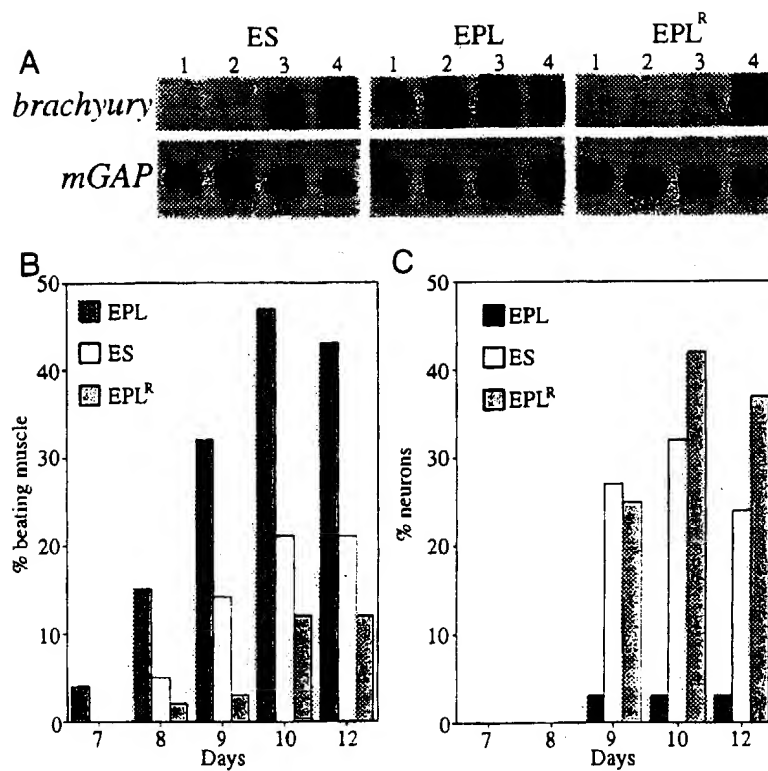 ES EPL EPL^R
A 1 2 3 4 1 2 3 4 1 2 3 4
brachyury
mGAP
B
50
40
30
20
10
0
% beating muscle
EPL
ES
EPL^R
7 8 9 10 12
Days
C
50
40
30
20
10
0
% neurons
EPL
ES
EPL^R
7 8 9 10 12
Days